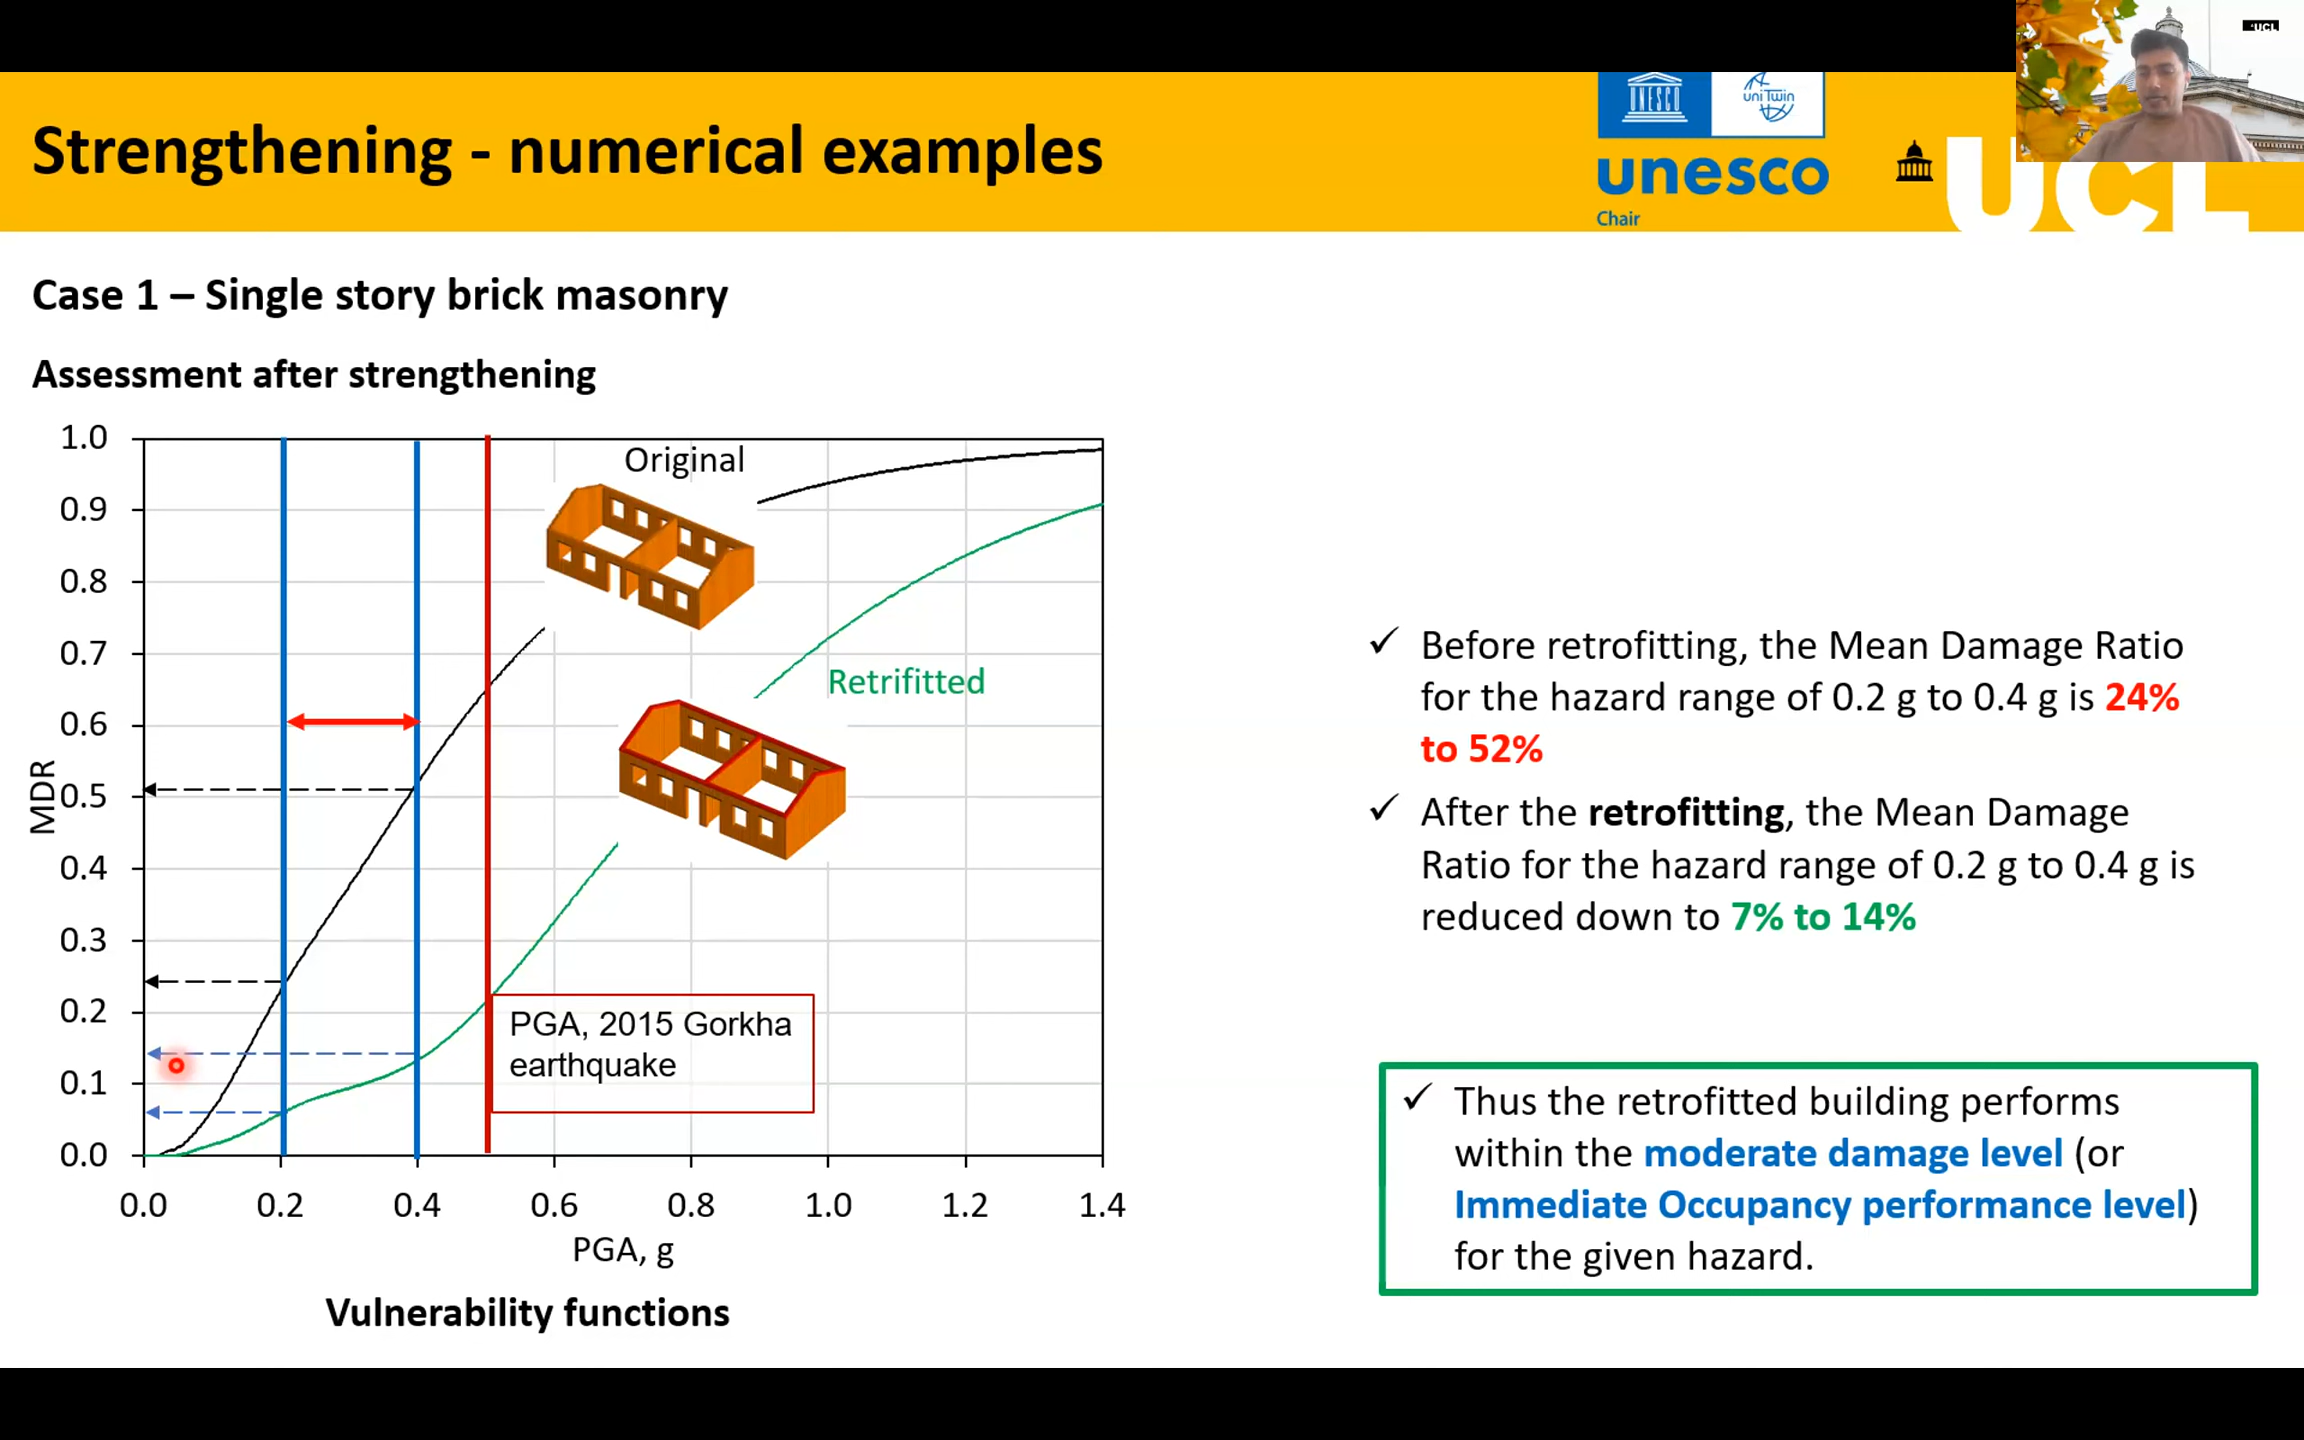 UCL
UNESCO
uni Twin
Strengthening - numerical examples
unesco
Chair
UCL
Case 1 – Single story brick masonry
Assessment after strengthening
1.0
0.9
0.8
0.7
0.6
0.5
0.4
0.3
0.2
0.1
0.0
MDR
Original
Retrifitted
PGA, 2015 Gorkha
earthquake
0.0 0.2 0.4 0.6 0.8 1.0 1.2 1.4
PGA, g
Vulnerability functions
✓ Before retrofitting, the Mean Damage Ratio
for the hazard range of 0.2 g to 0.4 g is 24%
to 52%
✓ After the retrofitting, the Mean Damage
Ratio for the hazard range of 0.2 g to 0.4 g is
reduced down to 7% to 14%
✓ Thus the retrofitted building performs
within the moderate damage level (or
Immediate Occupancy performance level)
for the given hazard.